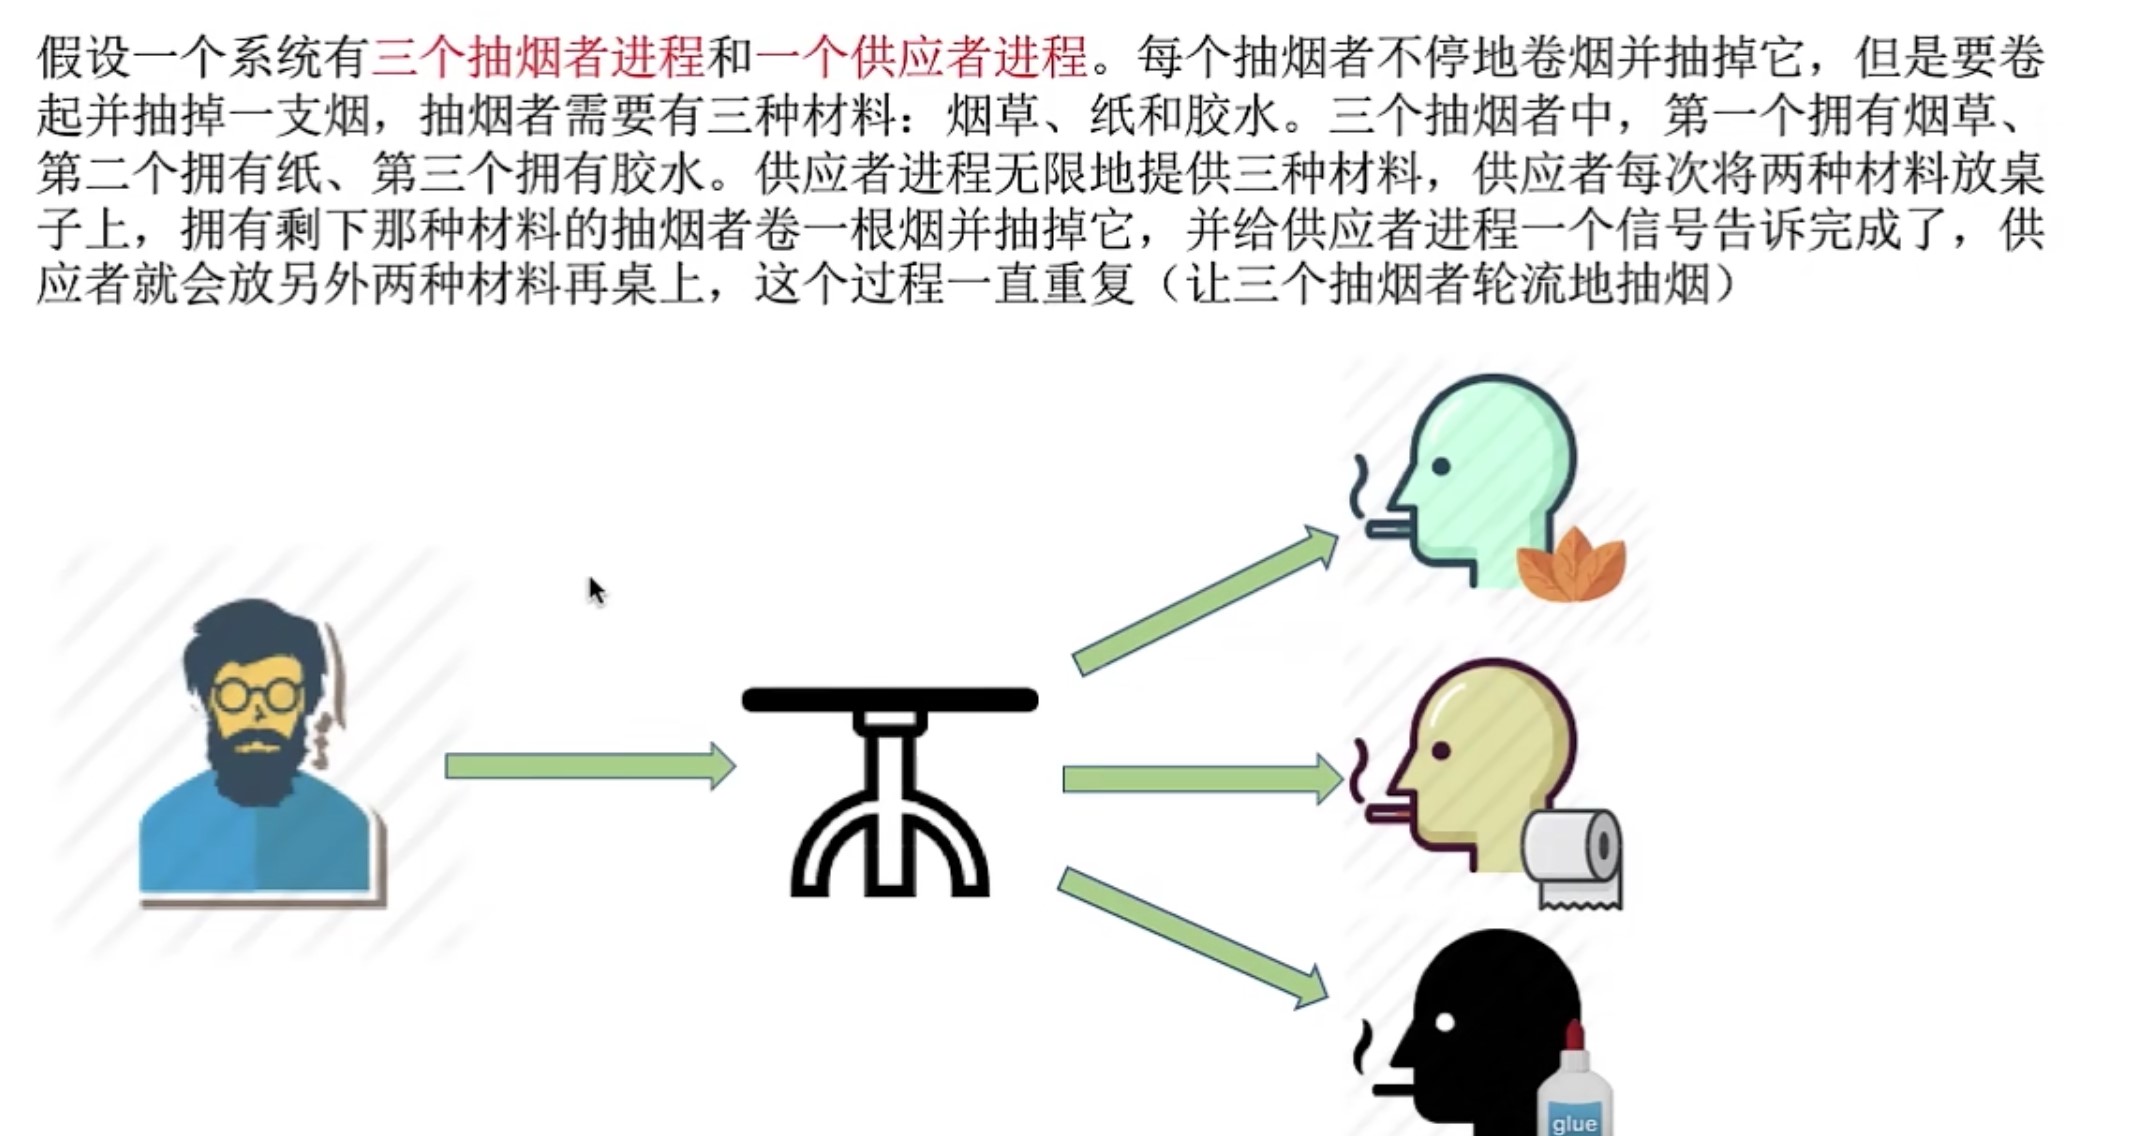 假设一个系统有三个抽烟者进程和一个供应者进程。每个抽烟者不停地卷烟并抽掉它，但是要卷
起并抽掉一支烟，抽烟者需要有三种材料：烟草、纸和胶水。三个抽烟者中，第一个拥有烟草、
第二个拥有纸、第三个拥有胶水。供应者进程无限地提供三种材料，供应者每次将两种材料放桌
子上，拥有剩下那种材料的抽烟者卷一根烟并抽掉它，并给供应者进程一个信号告诉完成了，供
应者就会放另外两种材料再桌上，这个过程一直重复（让三个抽烟者轮流地抽烟）
glue